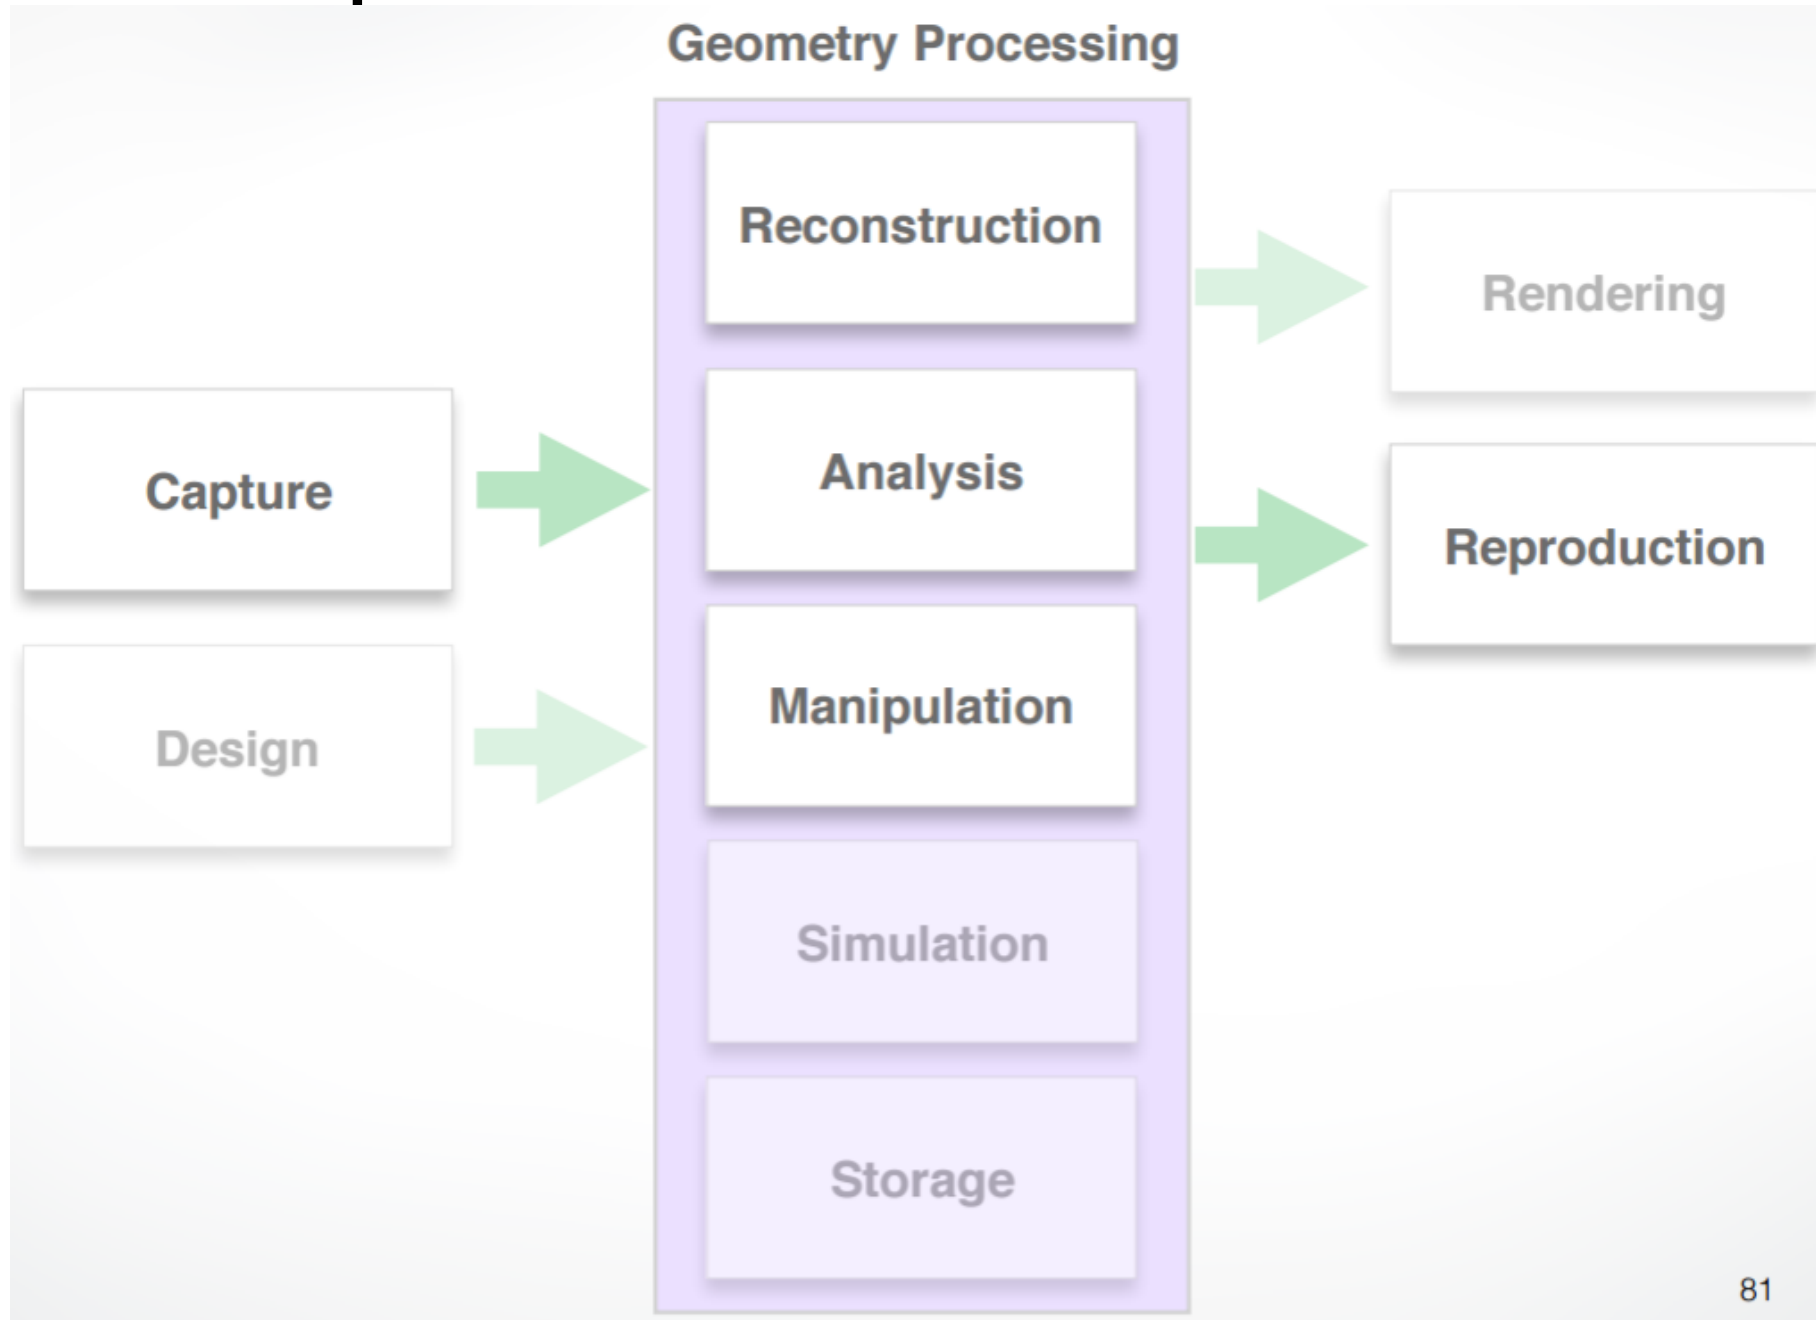 Geometry Processing
Reconstruction
Rendering
Capture
Analysis
Reproduction
Design
Manipulation
Simulation
Storage
81